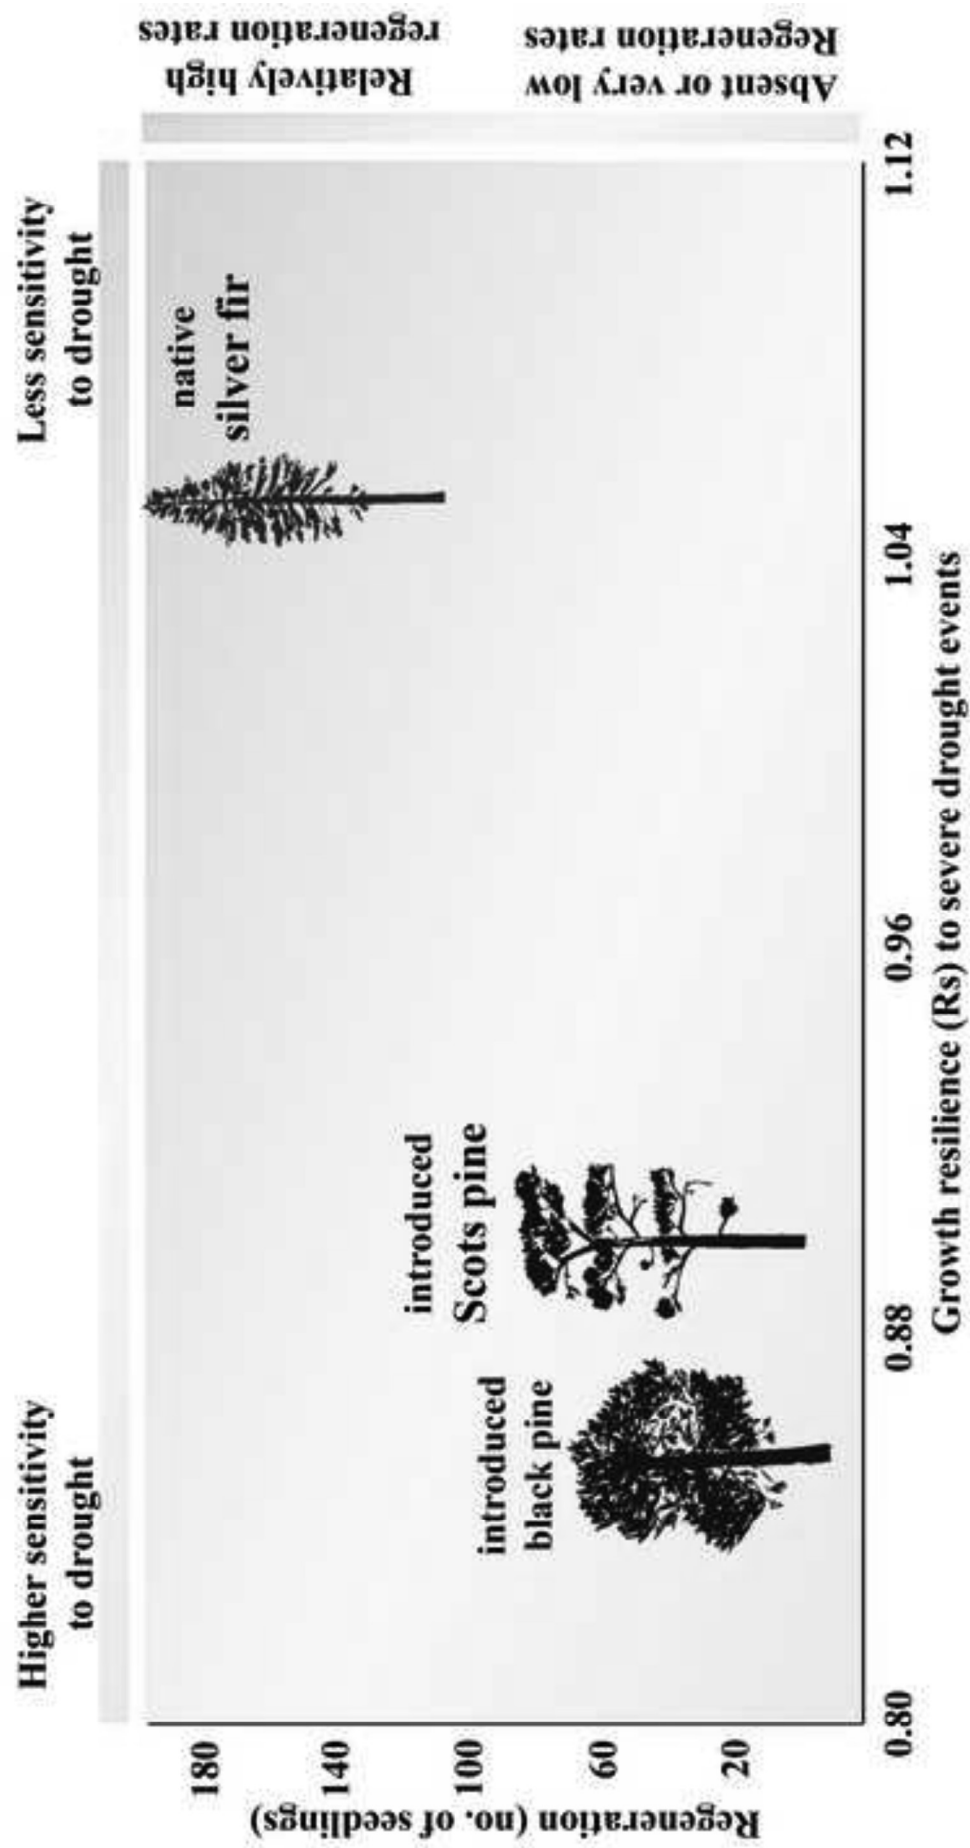 Higher sensitivity
to drought
Less sensitivity
to drought
Regeneration (no. of seedlings)
180
140
100
60
20
introduced
black pine
introduced
Scots pine
native
silver fir
Relatively high
regeneration rates
Absent or very low
Regeneration rates
0.80
0.88
0.96
1.04
1.12
Growth resilience (Rs) to severe drought events